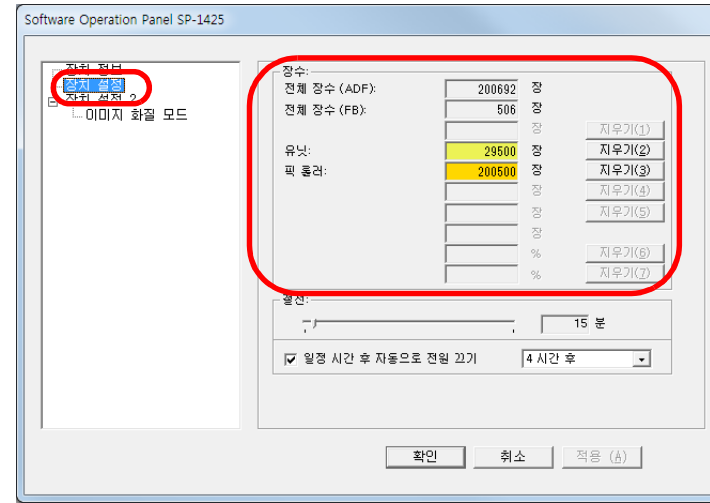 Software Operation Panel SP-1425
장치 정보
장치 설정
장치 설정 2
이미지 화질 모드
장수:
전체 장수 (ADF): 200692 장
전체 장수 (FB): 506 장
장 지우기(1)
유닛: 29500 장 지우기(2)
픽 롤러: 200500 장 지우기(3)
장 지우기(4)
장 지우기(5)
장
% 지우기(6)
% 지우기(7)
절전:
15 분
일정 시간 후 자동으로 전원 끄기 4 시간 후
확인 취소 적용 (A)